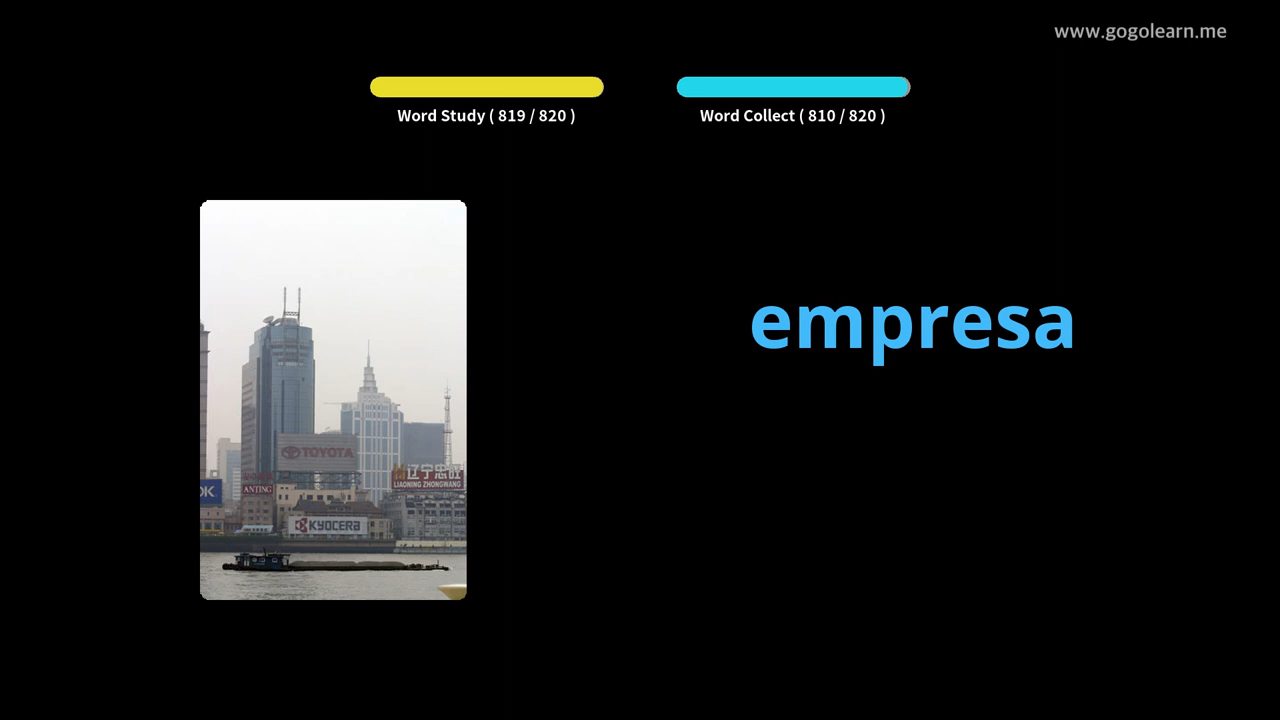 www.gogolearn.me
Word Study ( 819 / 820 )
Word Collect ( 810 / 820 )
empresa
TOYOTA
辽宁忠旺
LIAONING ZHONGWANG
OK
ANTING
KYOCERA